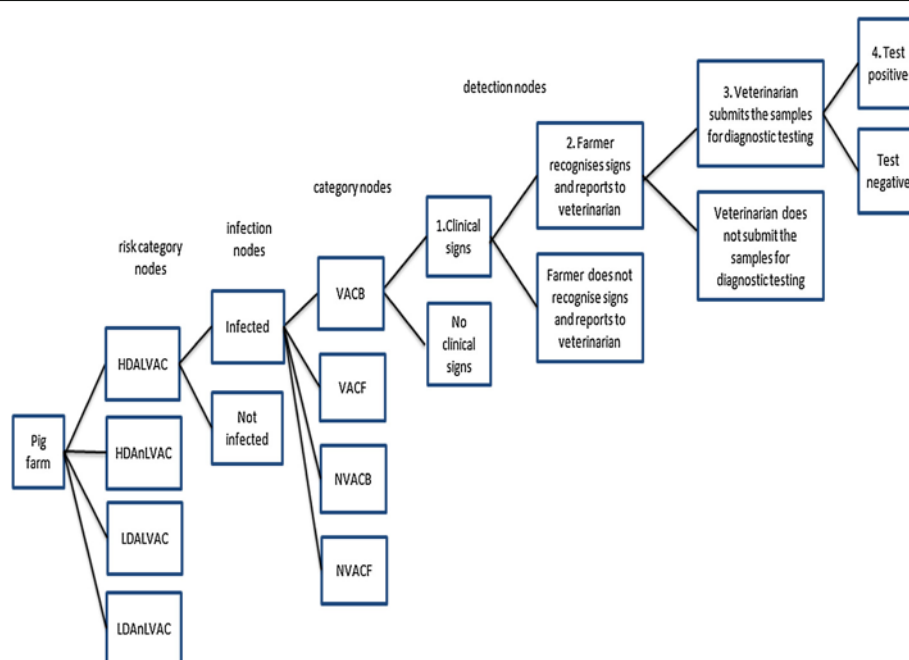 detection nodes
category nodes
infection
nodes
risk category
nodes
Pig
farm
HDALVAC
HDAnLVAC
LDALVAC
LDAnLVAC
Infected
Not
infected
VACB
VACF
NVACB
NVACF
1.Clinical
signs
No
clinical
signs
2. Farmer
recognises signs
and reports to
veterinarian
Farmer does not
recognise signs
and reports to
veterinarian
3. Veterinarian
submits the samples
for diagnostic testing
Veterinarian does
not submit the
samples for
diagnostic testing
4. Test
positive
Test
negative